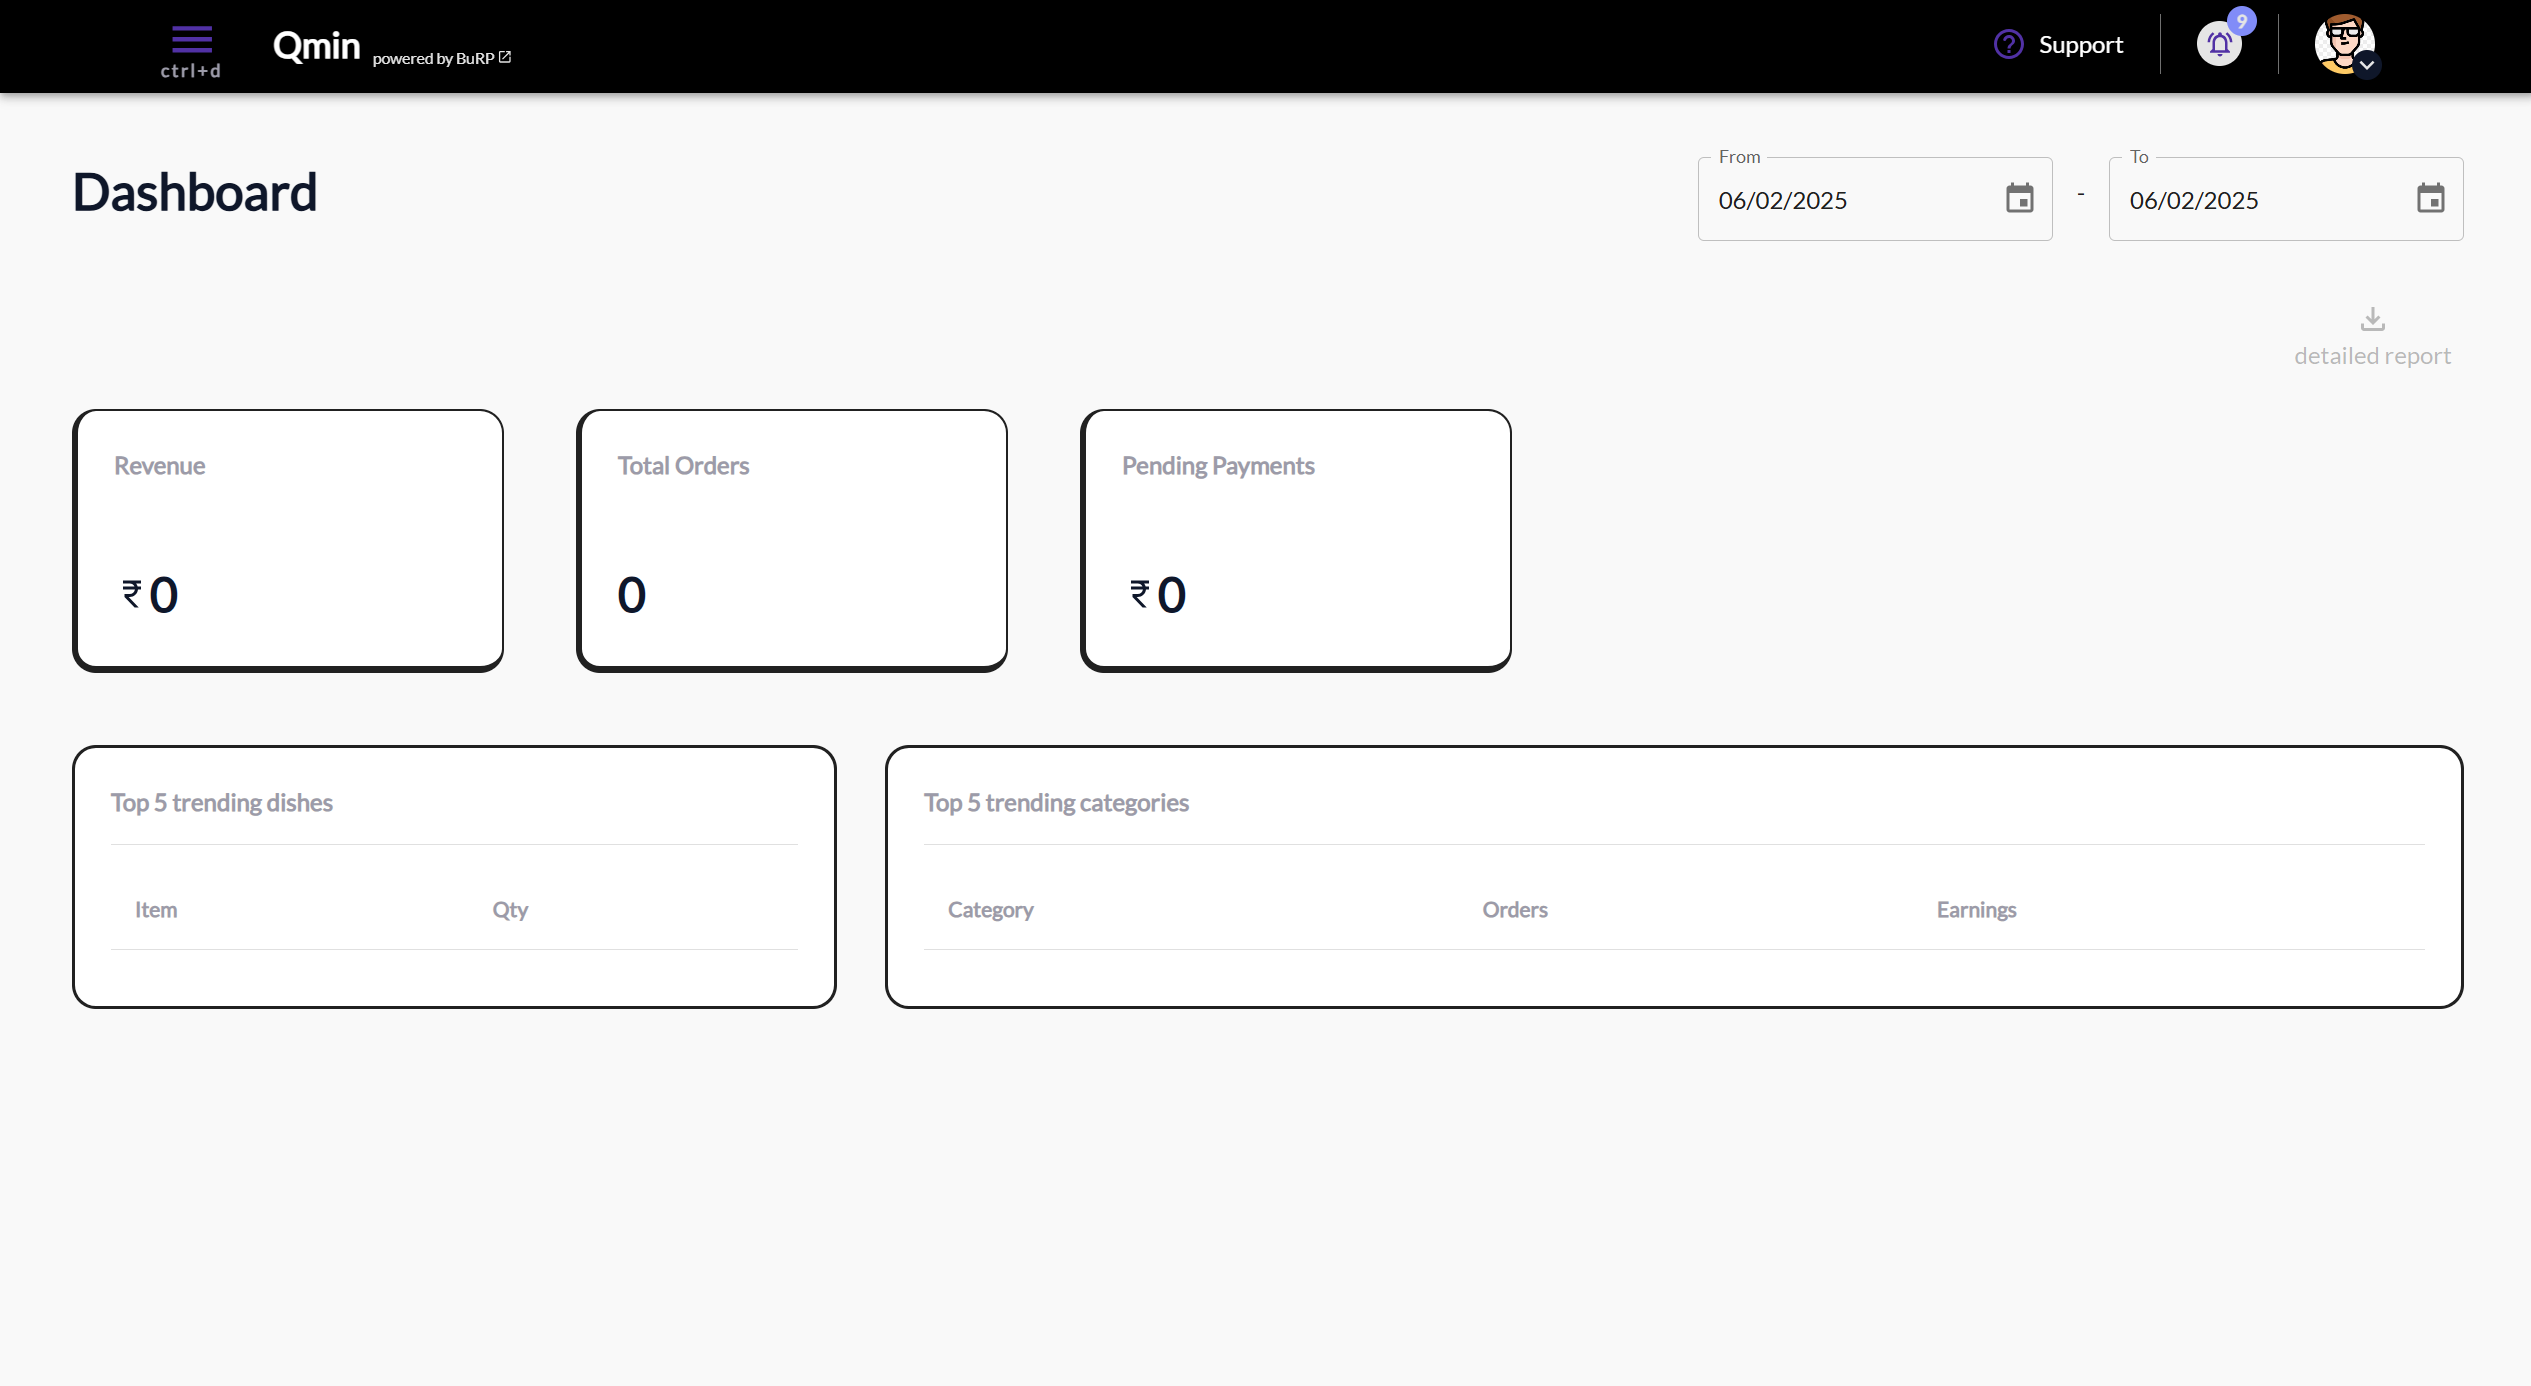 ctrl+d
Qmin powered by BuRP
Support
9
Dashboard
From
06/02/2025
-
To
06/02/2025
detailed report
Revenue
₹0
Total Orders
0
Pending Payments
₹0
Top 5 trending dishes
Item Qty
Top 5 trending categories
Category Orders Earnings